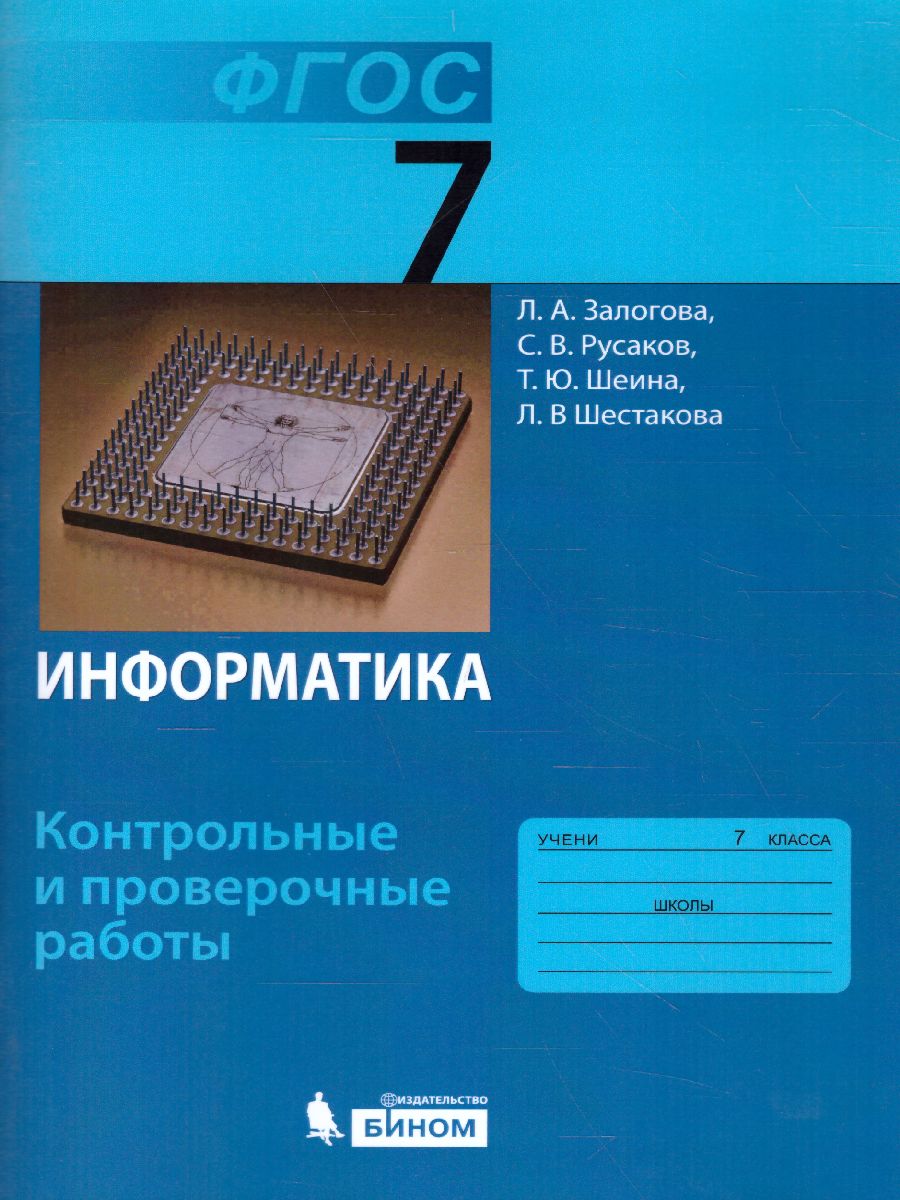 ФГОС
7
Л. А. Залогова,
С. В. Русаков,
Т. Ю. Шеина,
Л. В Шестакова
ИНФОРМАТИКА
Контрольные
и проверочные
работы
УЧЕНИ 7 КЛАССА
ШКОЛЫ
ИЗДАТЕЛЬСТВО
БИНОМ